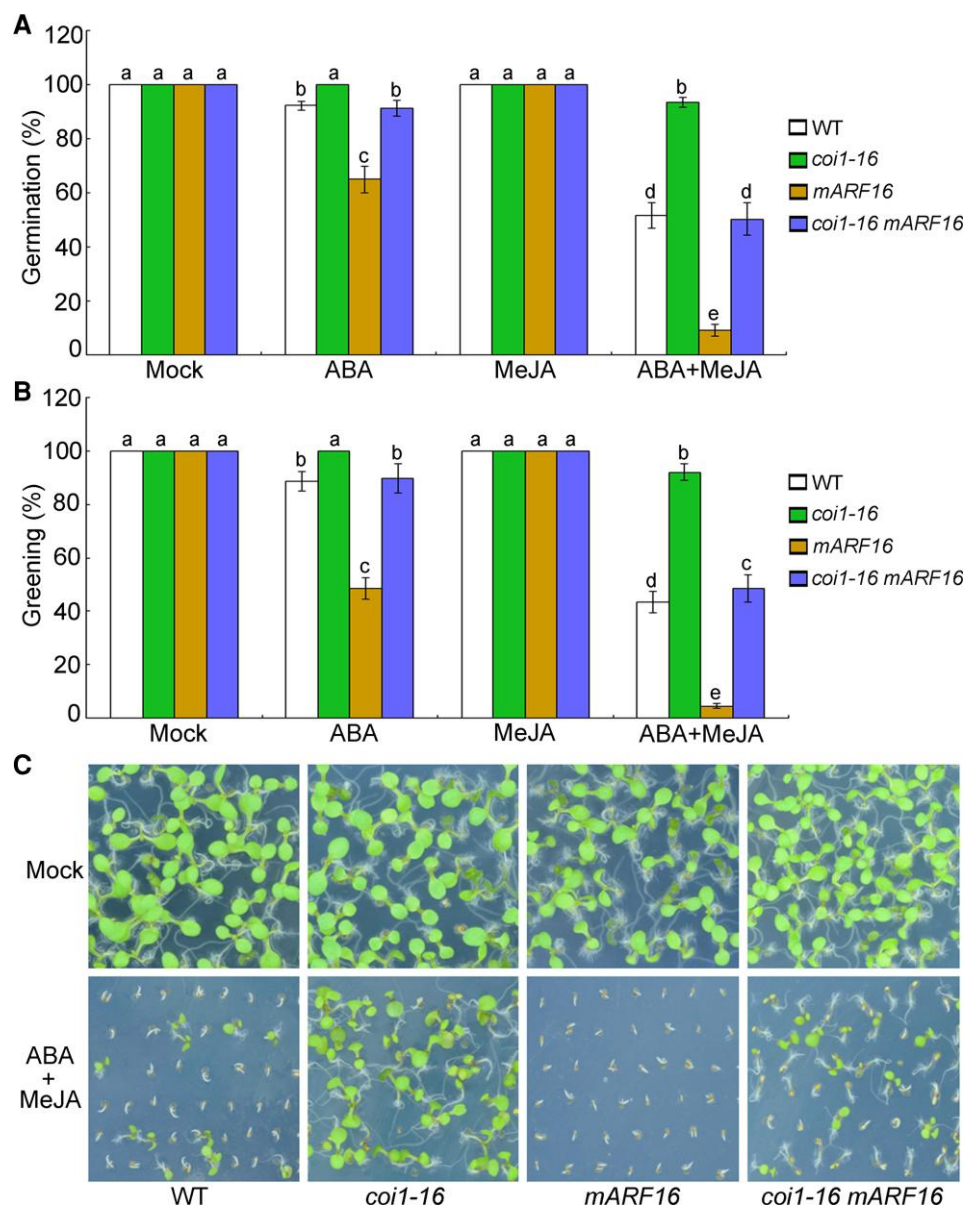 A
Germination (%)
120
100
80
60
40
20
0
a a a a
b a c b
a a a a
d b e d
Mock ABA MeJA ABA+MeJA
WT
coi1-16
mARF16
coi1-16 mARF16
B
Greening (%)
120
100
80
60
40
20
0
a a a a
b a c b
a a a a
d b e c
Mock ABA MeJA ABA+MeJA
WT
coi1-16
mARF16
coi1-16 mARF16
C
Mock
ABA
+
MeJA
WT coi1-16 mARF16 coi1-16 mARF16